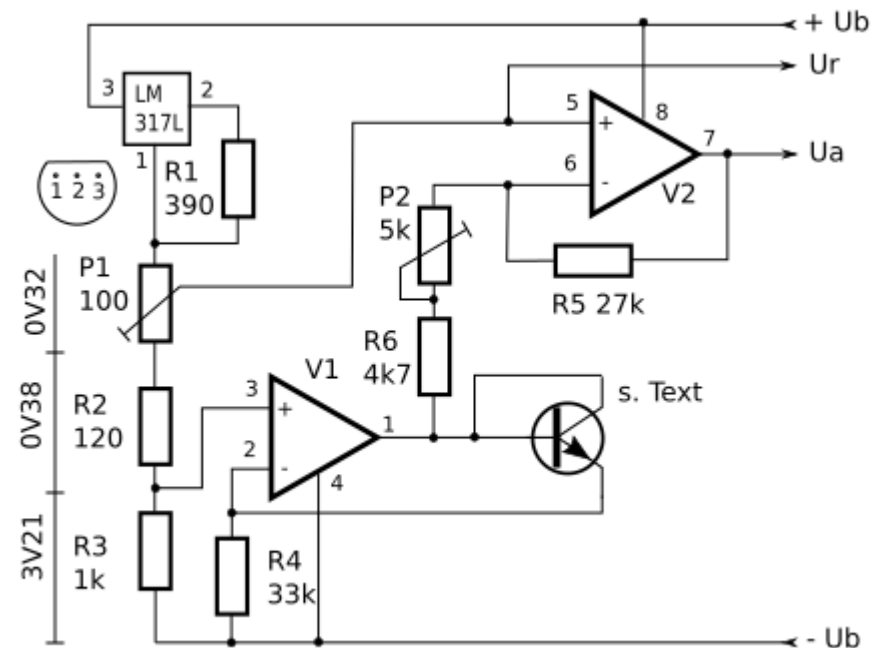 + Ub
Ur
3
LM
317L
2
5
+
8
7
Ua
1
R1
390
6
-
V2
1 2 3
P2
5k
P1
100
R5 27k
0V32
R6
4k7
V1
s. Text
3
+
1
0V38
R2
120
2
-
4
3V21
R3
1k
R4
33k
- Ub